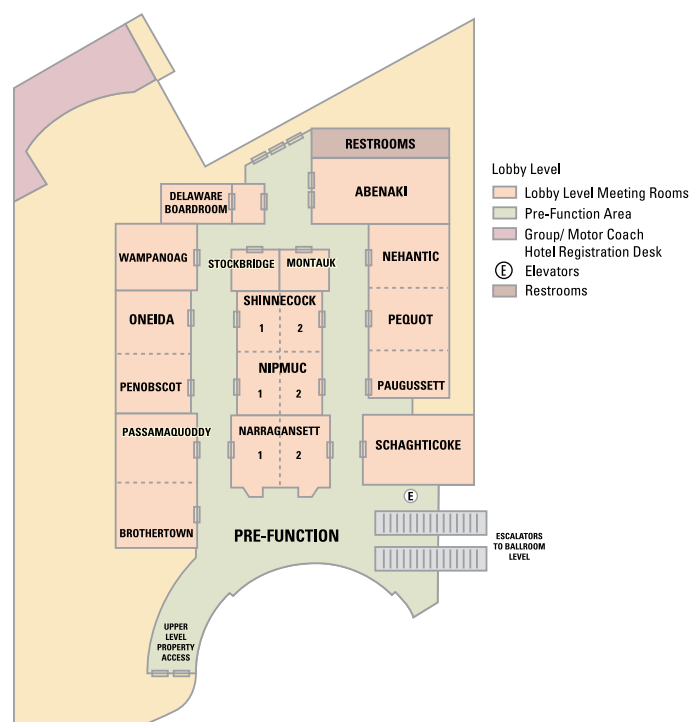 RESTROOMS
ABENAKI
DELAWARE
BOARDROOM
WAMPANOAG
STOCKBRIDGE
MONTAUK
NEHANTIC
SHINNECOCK
1 2
ONEIDA
PEQUOT
NIPMUC
1 2
PENOBSCOT
PAUGUSSETT
PASSAMAQUODDY
NARRAGANSETT
1 2
SCHAGHTICOKE
E
BROTHERTOWN
PRE-FUNCTION
ESCALATORS
TO BALLROOM
LEVEL
UPPER
LEVEL
PROPERTY
ACCESS
Lobby Level
Lobby Level Meeting Rooms
Pre-Function Area
Group/ Motor Coach
Hotel Registration Desk
E Elevators
Restrooms